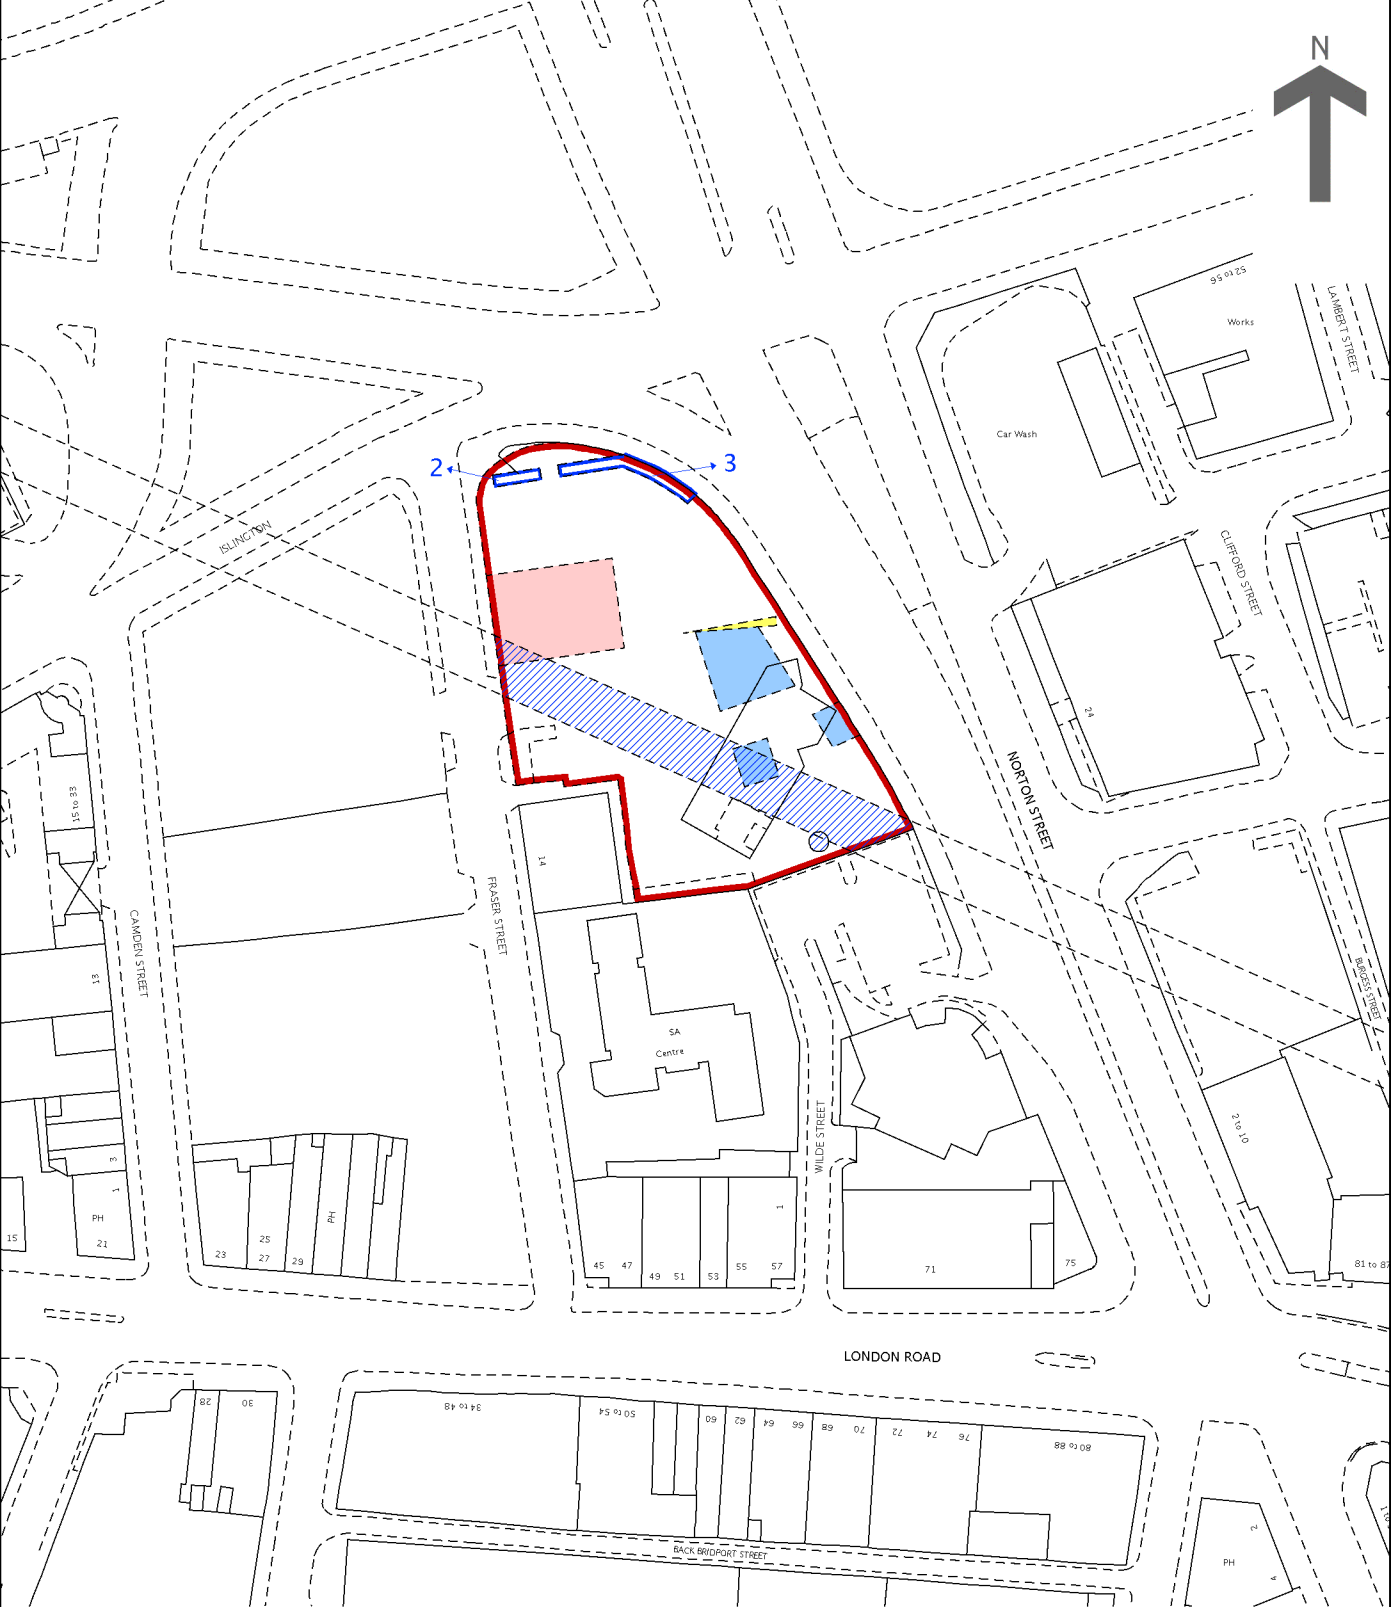 N
52 to 56
LAMBERT STREET
Works
Car Wash
2
3
ISLINGTON
CLIFFORD STREET
24
NORTON STREET
15 to 33
14
FRASER STREET
CAMDEN STREET
13
BURGESS STREET
SA
Centre
WILDE STREET
2 to 10
3
1
PH
21
15
23
25
27
29
PH
45
47
49
51
53
55
57
1
71
75
81 to 87
LONDON ROAD
28
30
34 to 48
50 to 54
60
62
64
66
68
70
72
74
76
80 to 88
BACK BRIDPORT STREET
PH
2
4